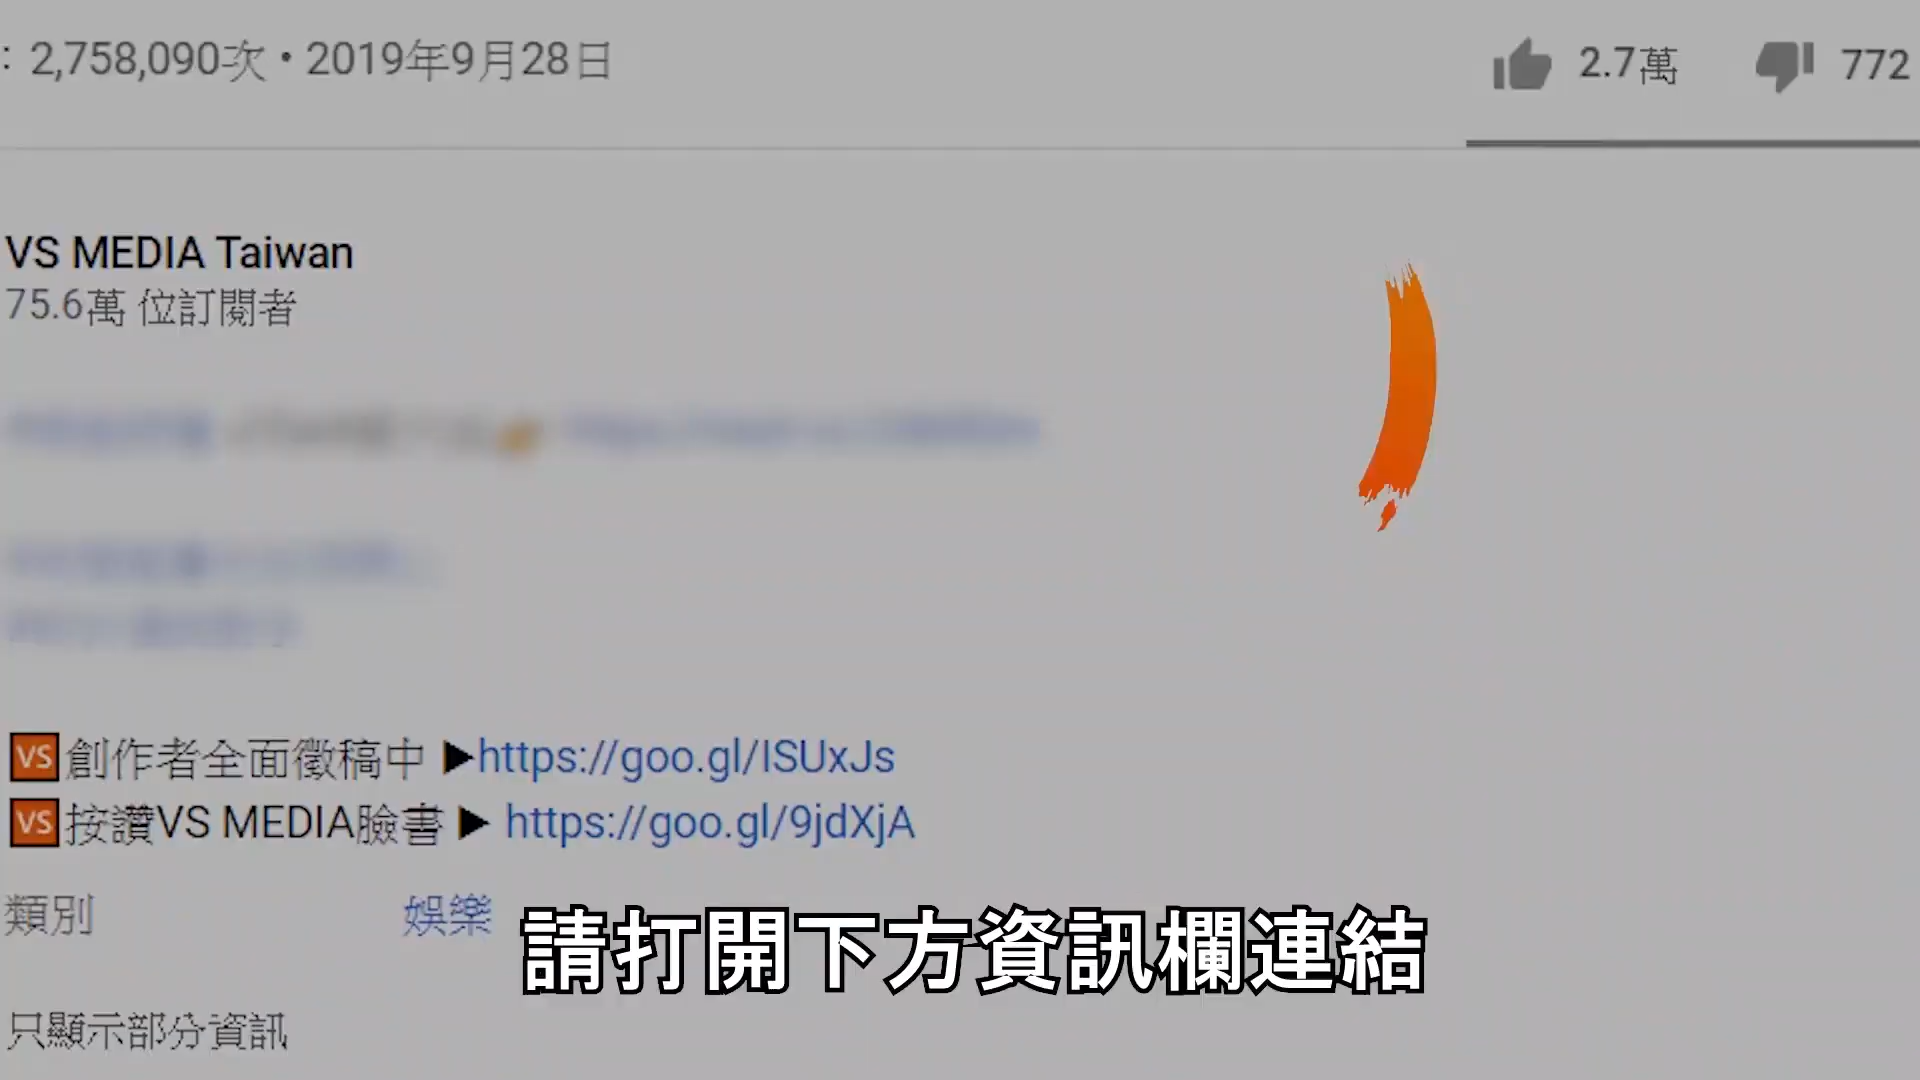 : 2,758,090次 • 2019年9月28日
2.7萬
772
VS MEDIA Taiwan
75.6萬 位訂閱者
VS 創作者全面徵稿中 ▶https://goo.gl/ISUxJs
VS 按讚VS MEDIA臉書 ▶ https://goo.gl/9jdXjA
類別 娛樂
請打開下方資訊欄連結
只顯示部分資訊